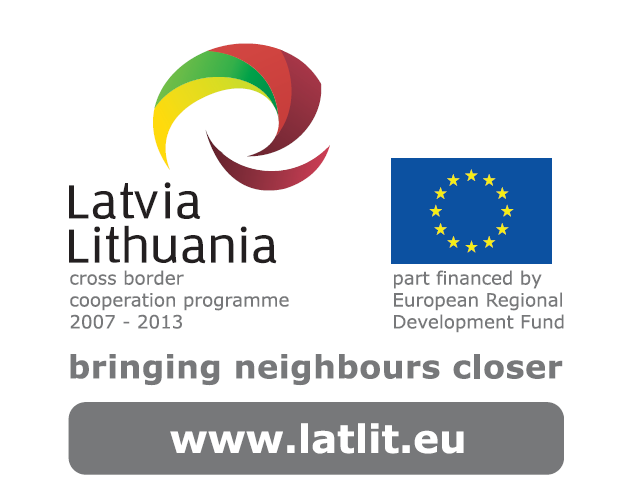 Latvia
Lithuania
cross border
cooperation programme
2007 - 2013
part financed by
European Regional
Development Fund
bringing neighbours closer
www.latlit.eu